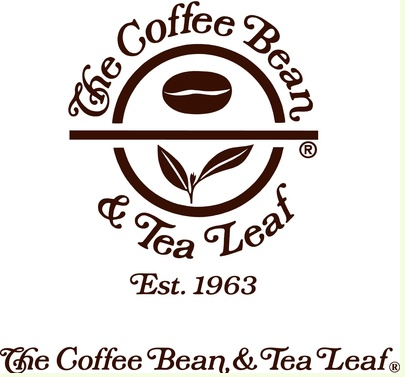 The Coffee Bean
®
& Tea Leaf
Est. 1963
The Coffee Bean & Tea Leaf®